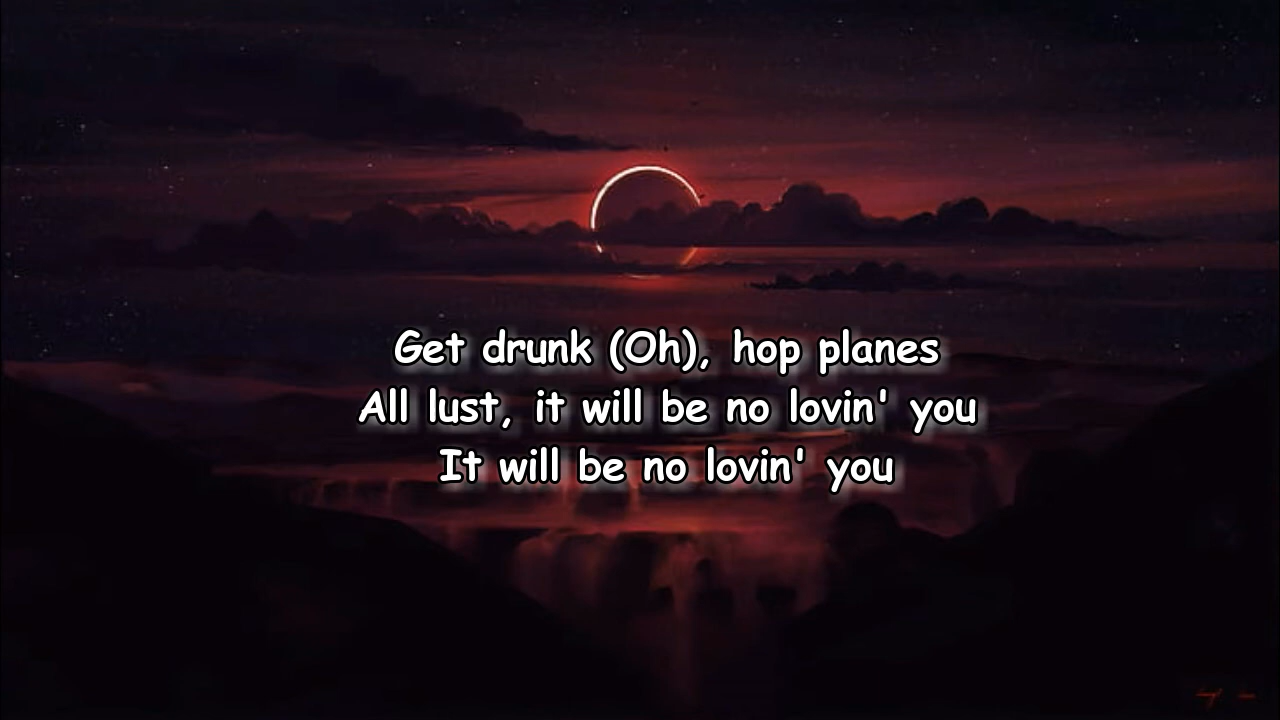 Get drunk (Oh), hop planes
All lust, it will be no lovin' you
It will be no lovin' you